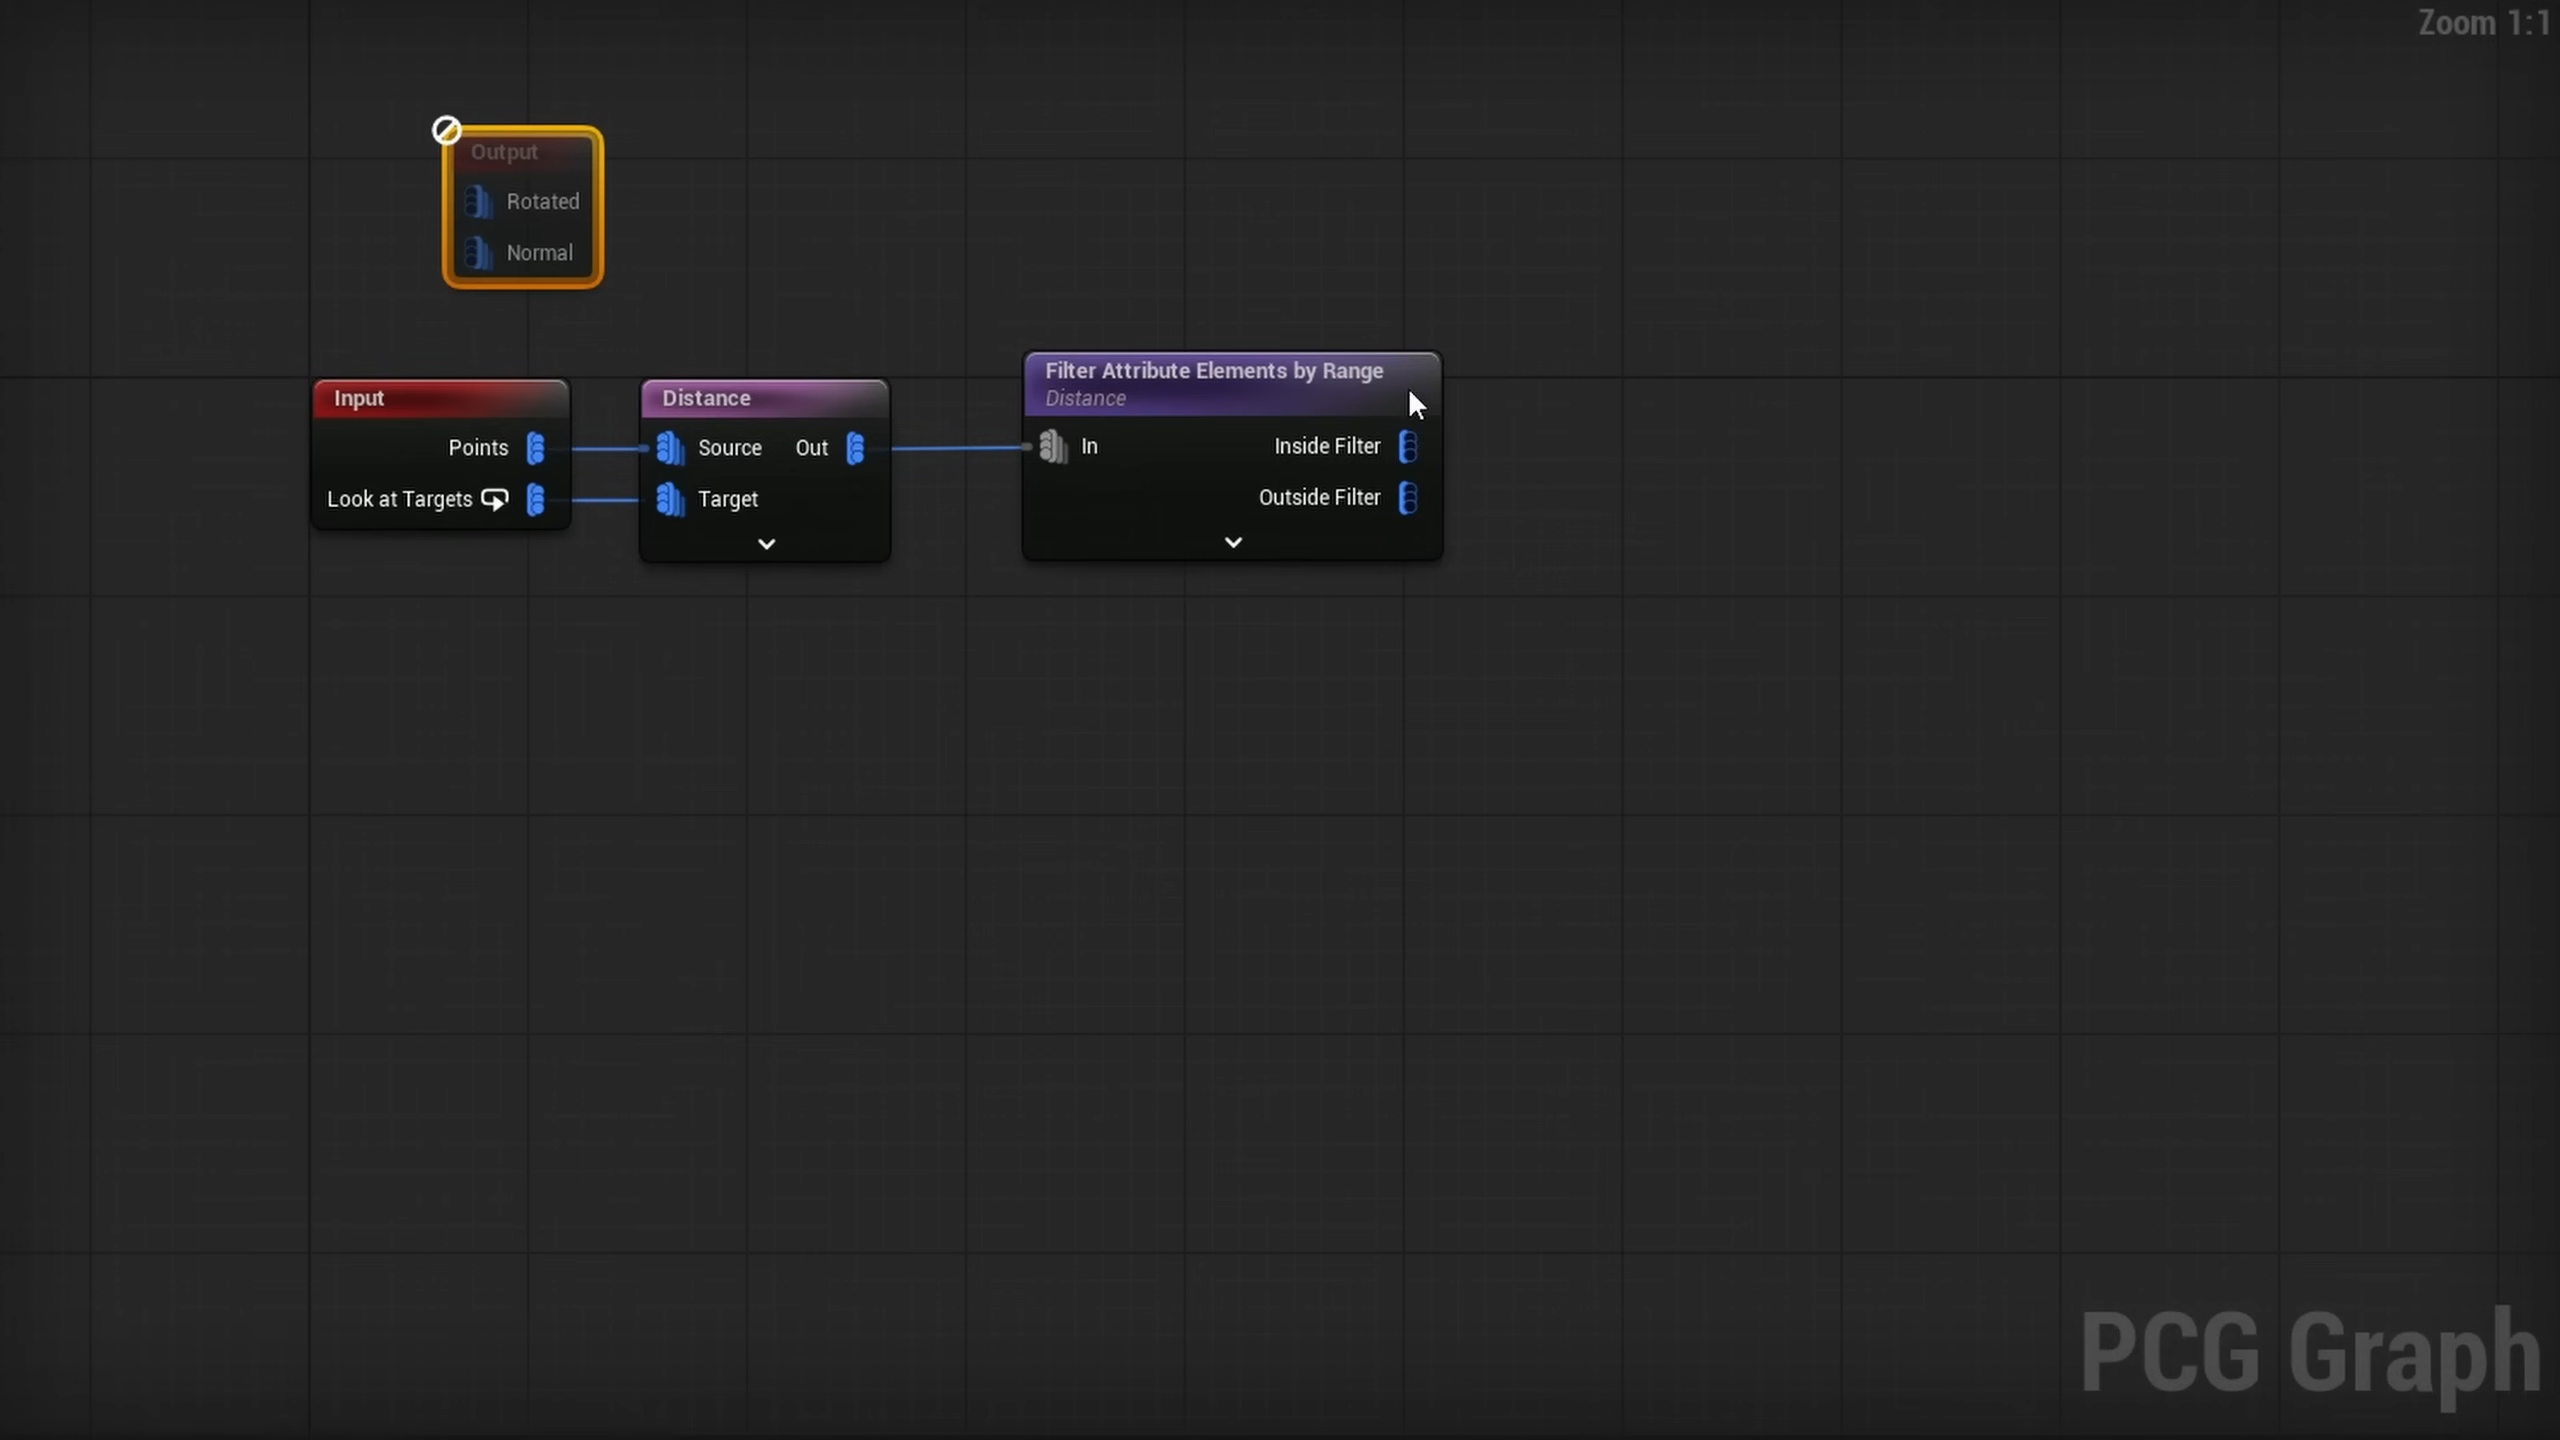 Zoom 1:1
Output
Rotated
Normal
Input
Points
Look at Targets
Distance
Source Out
Target
Filter Attribute Elements by Range
Distance
In Inside Filter
Outside Filter
PCG Graph